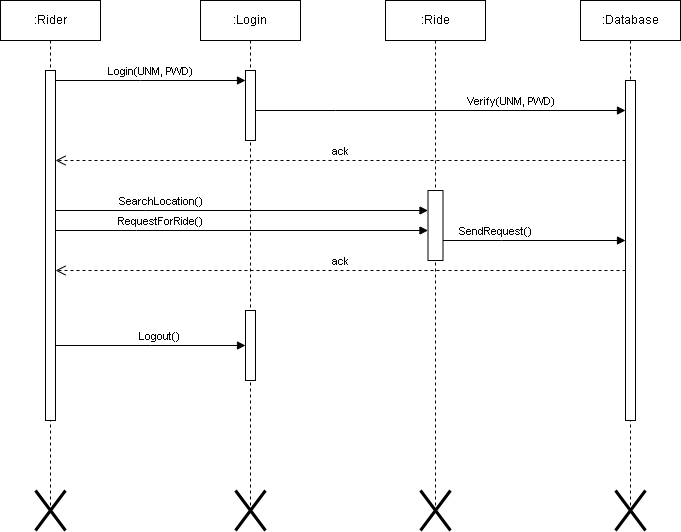 :Rider
:Login
:Ride
:Database
Login(UNM, PWD)
Verify(UNM, PWD)
ack
SearchLocation()
RequestForRide()
SendRequest()
ack
Logout()